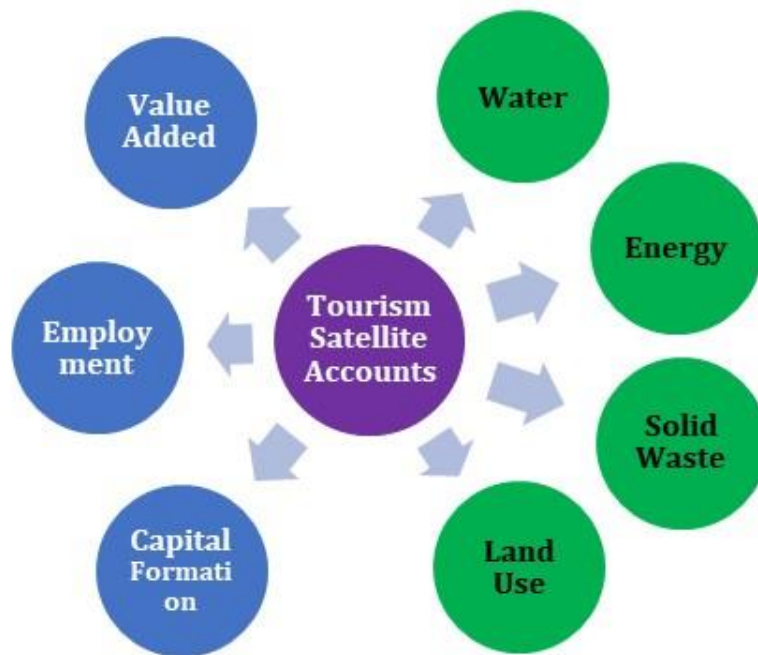 Value
Added
Water
Energy
Employ
ment
Tourism
Satellite
Accounts
Solid
Waste
Capital
Formati
on
Land
Use